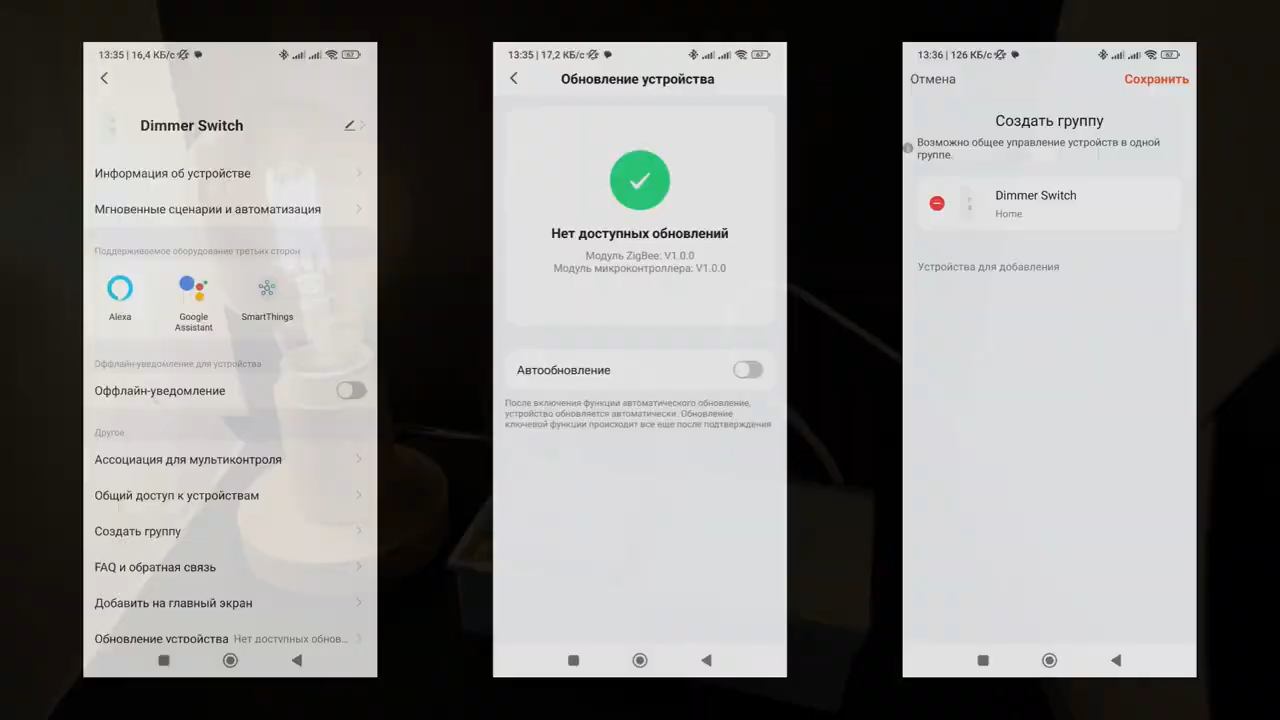 13:35 | 16,4 КБ/с
67
Dimmer Switch
Информация об устройстве
Мгновенные сценарии и автоматизация
Поддерживаемое оборудование третьих сторон
Alexa
Google Assistant
SmartThings
Оффлайн-уведомление для устройства
Оффлайн-уведомление
Другое
Ассоциация для мультиконтроля
Общий доступ к устройствам
Создать группу
FAQ и обратная связь
Добавить на главный экран
Обновление устройства Нет доступных обнов...
13:35 | 17,2 КБ/с
67
Обновление устройства
Нет доступных обновлений
Модуль ZigBee: V1.0.0
Модуль микроконтроллера: V1.0.0
Автообновление
После включения функции автоматического обновление,
устройство обновляется автоматически. Обновление
ключевой функции происходит все еще после подтверждения
13:36 | 126 КБ/с
67
Отмена
Сохранить
Создать группу
Возможно общее управление устройств в одной
группе.
Dimmer Switch
Home
Устройства для добавления